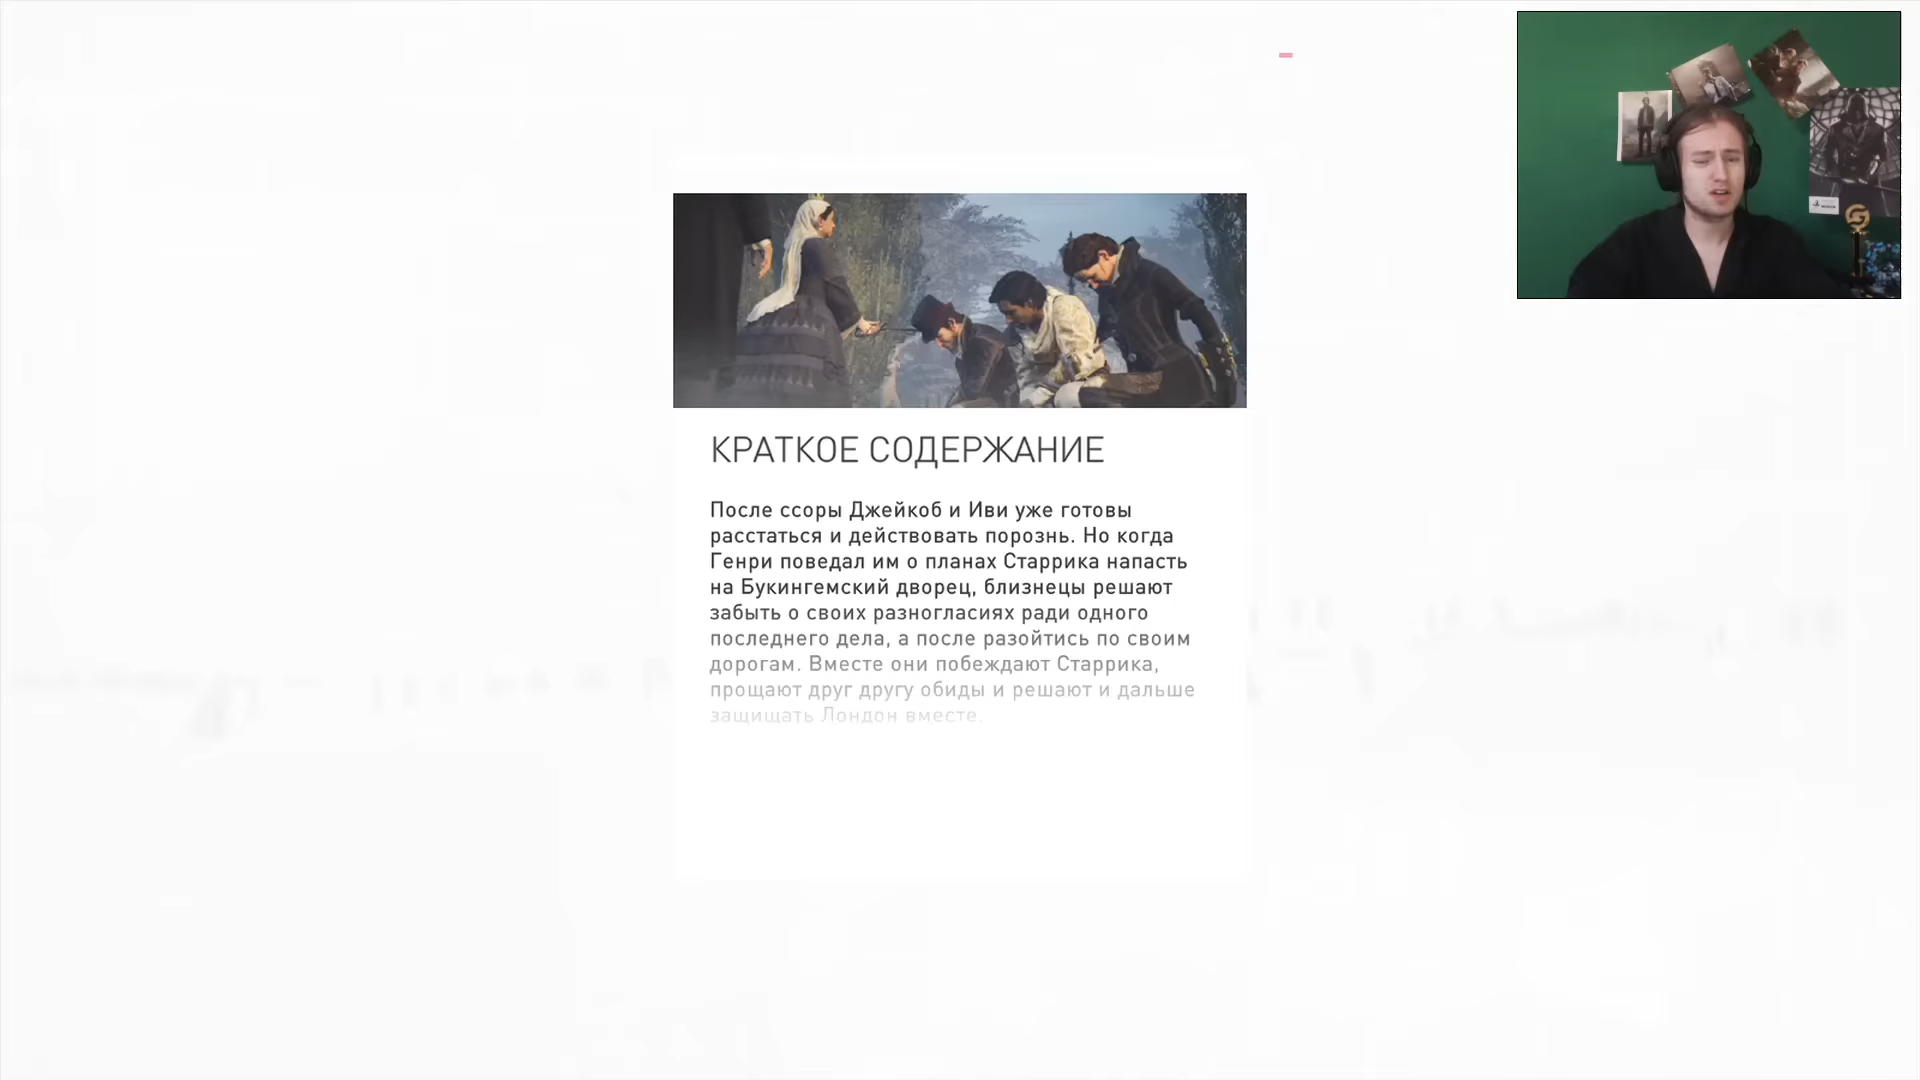 КРАТКОЕ СОДЕРЖАНИЕ
После ссоры Джейкоб и Иви уже готовы
расстаться и действовать порознь. Но когда
Генри поведал им о планах Старрика напасть
на Букингемский дворец, близнецы решают
забыть о своих разногласиях ради одного
последнего дела, а после разойтись по своим
дорогам. Вместе они побеждают Старрика,
прощают друг другу обиды и решают и дальше
защищать Лондон вместе.